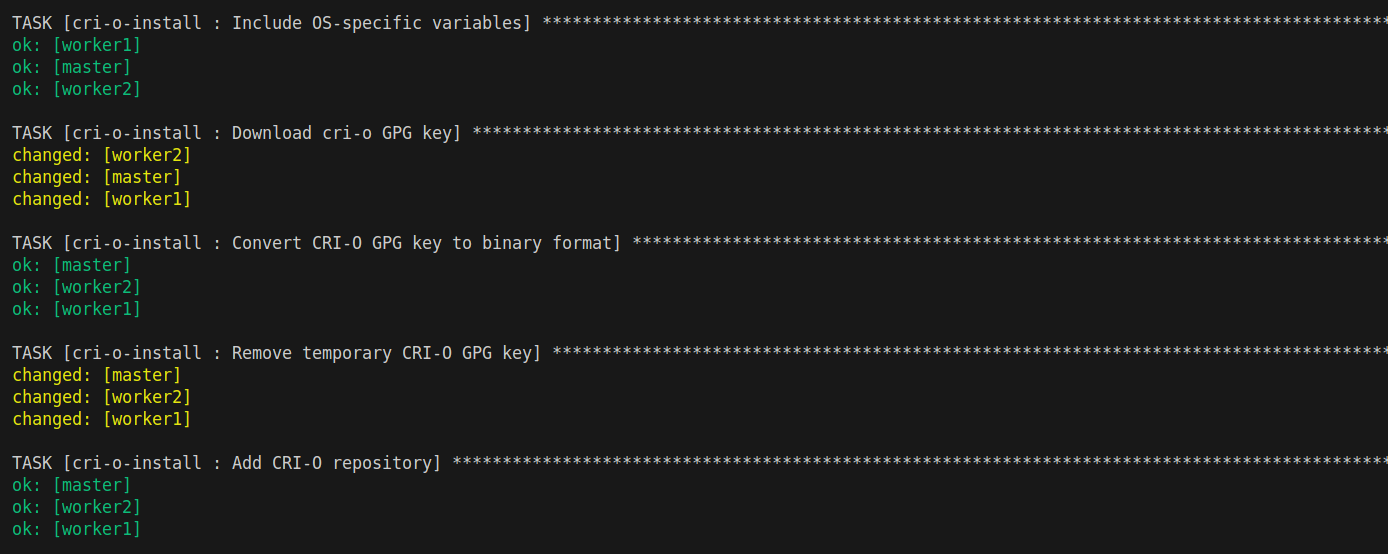 TASK [cri-o-install : Include OS-specific variables] *************************************************************************************
ok: [worker1]
ok: [master]
ok: [worker2]

TASK [cri-o-install : Download cri-o GPG key] ********************************************************************************************
changed: [worker2]
changed: [master]
changed: [worker1]

TASK [cri-o-install : Convert CRI-O GPG key to binary format] ****************************************************************************
ok: [master]
ok: [worker2]
ok: [worker1]

TASK [cri-o-install : Remove temporary CRI-O GPG key] ************************************************************************************
changed: [master]
changed: [worker2]
changed: [worker1]

TASK [cri-o-install : Add CRI-O repository] **********************************************************************************************
ok: [master]
ok: [worker2]
ok: [worker1]